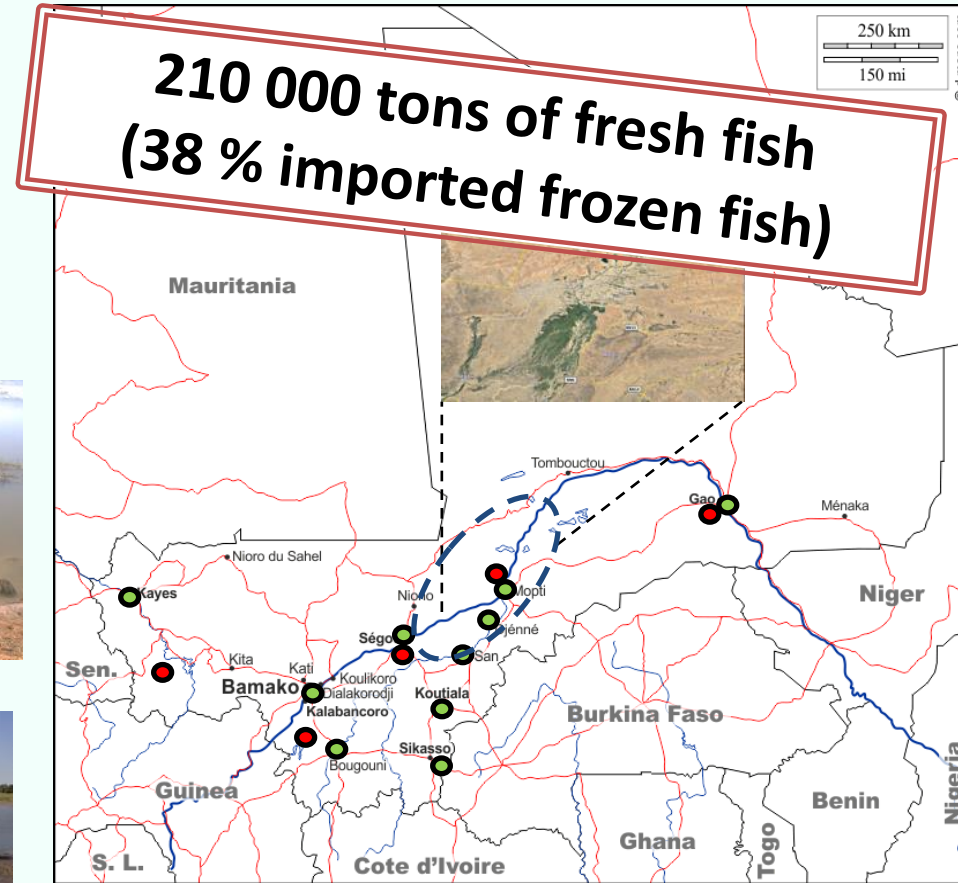 250 km
150 mi
210 000 tons of fresh fish
(38 % imported frozen fish)
Mauritania
Tombouctou
Gao
Ménaka
Nioro du Sahel
Kayes
Niono
Mopti
Niger
Ségo
Djénné
Sen.
Kita
Kati
Koulikoro
San
Bamako
Dialakorodji
Koutiala
Kalabancoro
Burkina Faso
Sikasso
Bougouni
Guinea
Benin
Nigeria
Ghana
Togo
S. L.
Cote d'Ivoire